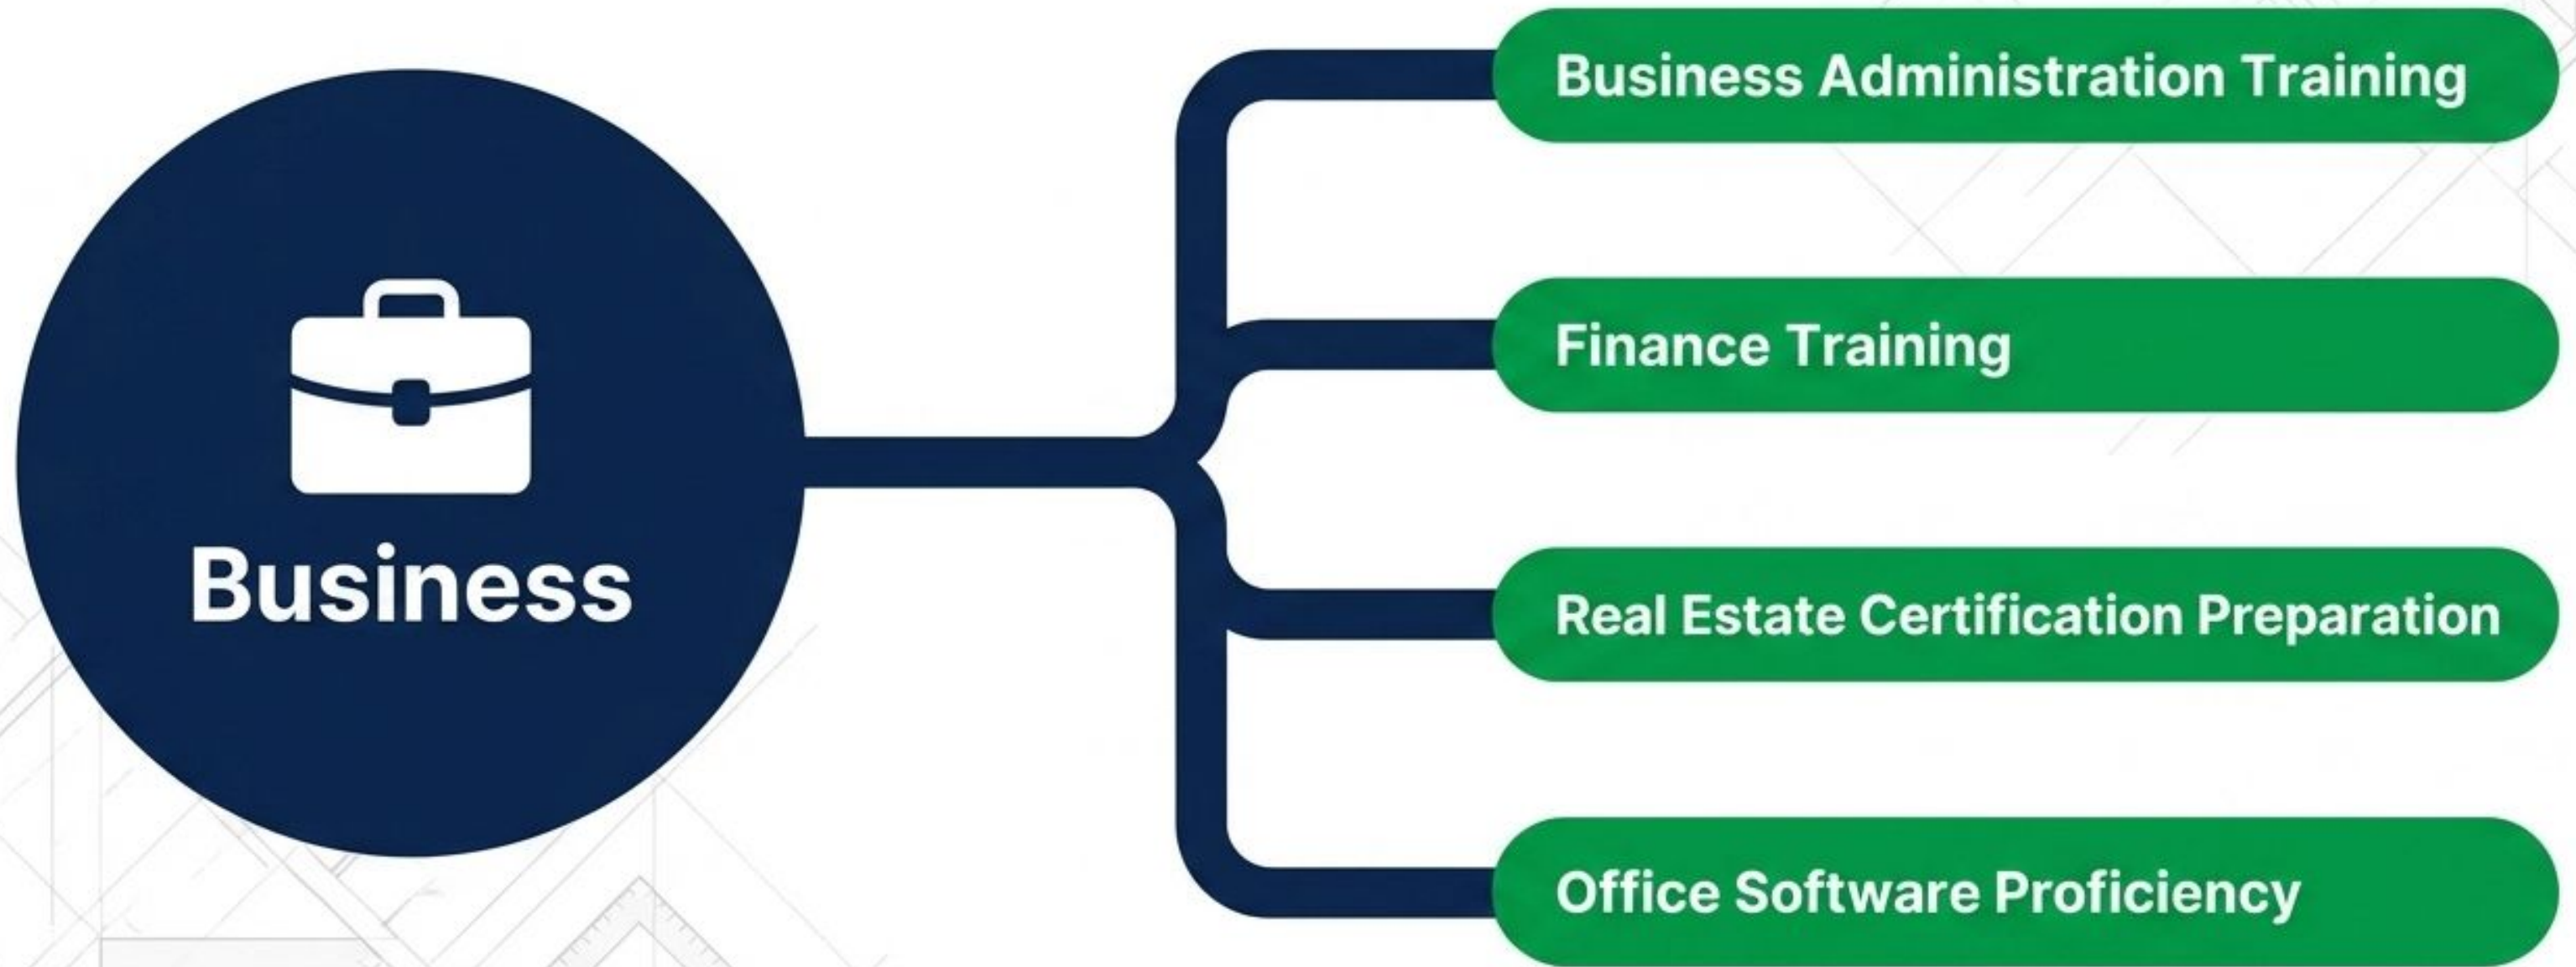 Business
Business Administration Training
Finance Training
Real Estate Certification Preparation
Office Software Proficiency